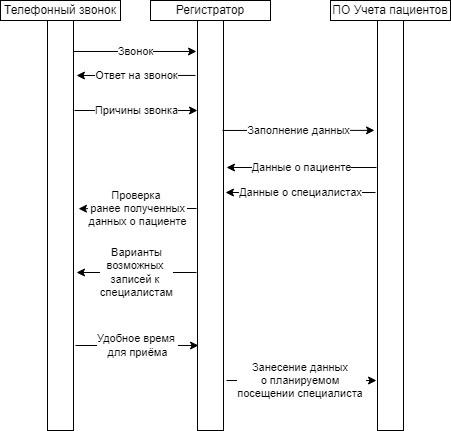 Телефонный звонок
Регистратор
ПО Учета пациентов
Звонок
Ответ на звонок
Причины звонка
Заполнение данных
Данные о пациенте
Данные о специалистах
Проверка
ранее полученных
данных о пациенте
Варианты
возможных
записей к
специалистам
Удобное время
для приёма
Занесение данных
о планируемом
посещении специалиста